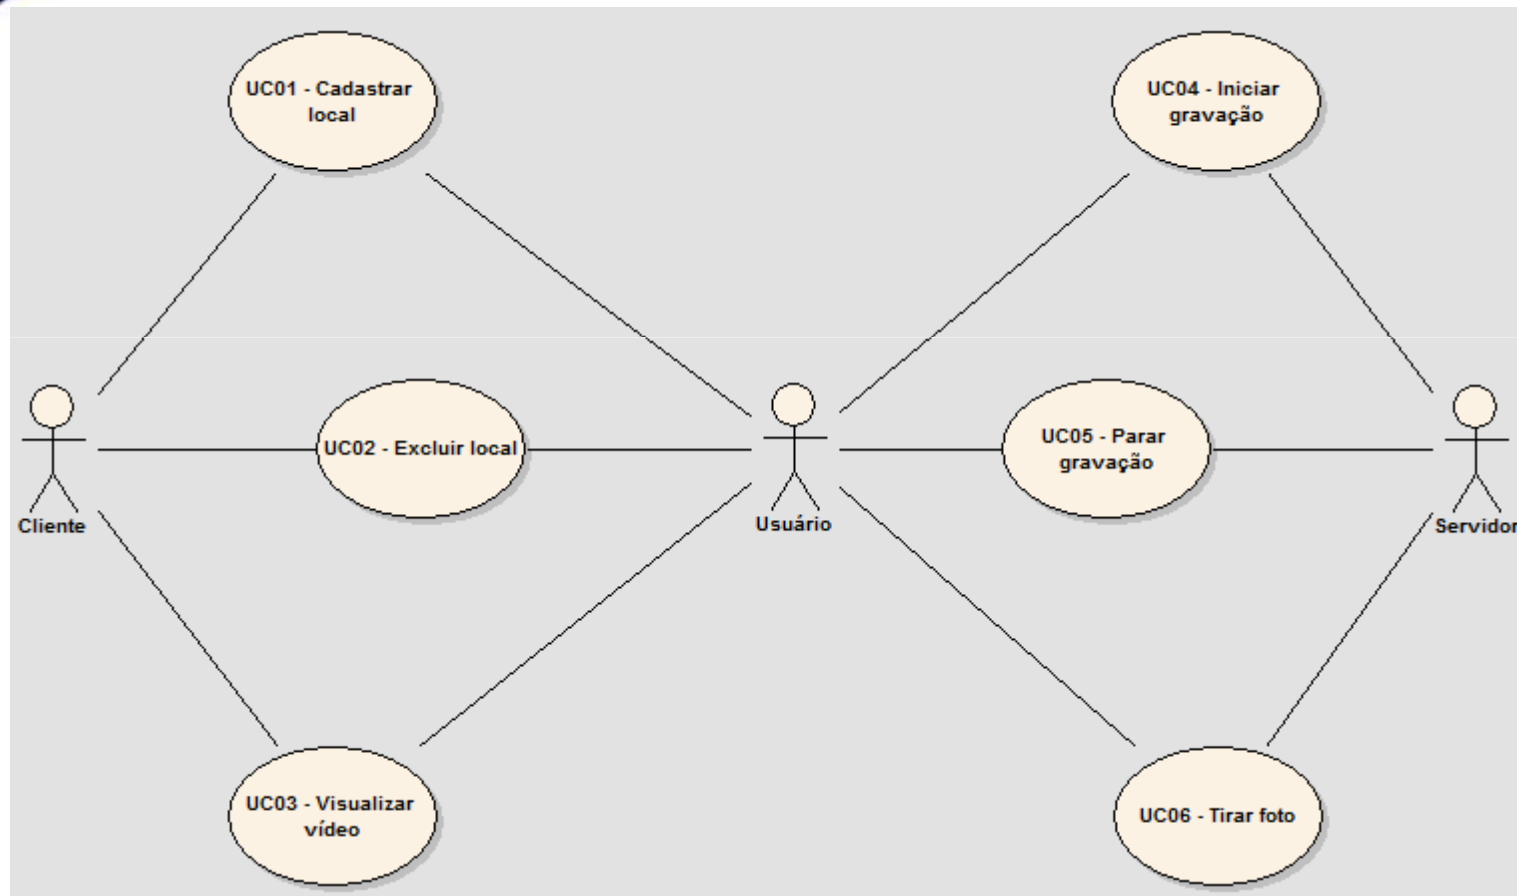 UC01 - Cadastrar
local
UC04 - Iniciar
gravação
UC02 - Excluir local
UC05 - Parar
gravação
Cliente
Usuário
Servidor
UC03 - Visualizar
vídeo
UC06 - Tirar foto